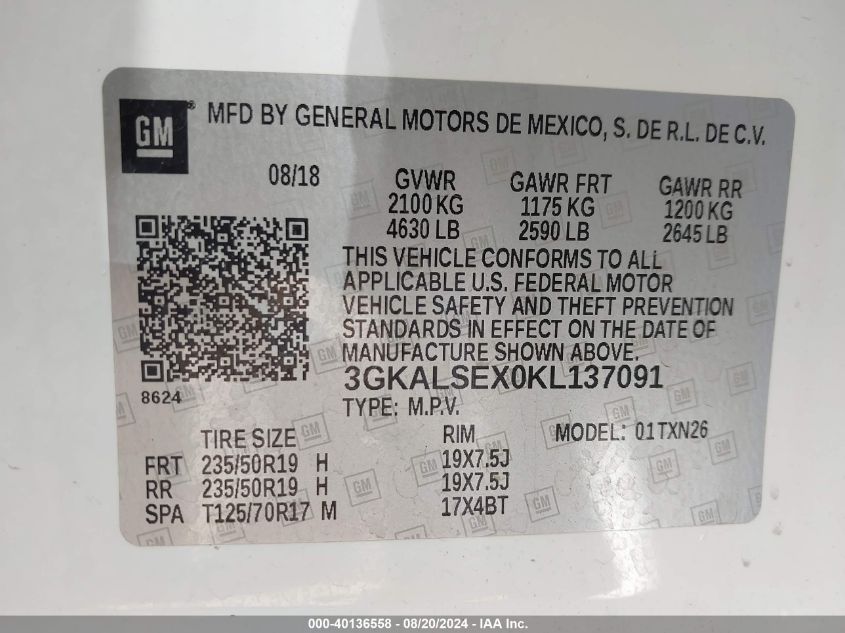 GM ® MFD BY GENERAL MOTORS DE MEXICO, S. DE R.L. DE C.V.
08/18 GVWR GAWR FRT GAWR RR
2100 KG 1175 KG 1200 KG
4630 LB 2590 LB 2645 LB
THIS VEHICLE CONFORMS TO ALL
APPLICABLE U.S. FEDERAL MOTOR
VEHICLE SAFETY AND THEFT PREVENTION
STANDARDS IN EFFECT ON THE DATE OF
MANUFACTURE SHOWN ABOVE.
3GKALSEX0KL137091
8624
TYPE: M.P.V.
TIRE SIZE RIM MODEL: 01TXN26
FRT 235/50R19 H 19X7.5J
RR 235/50R19 H 19X7.5J
SPA T125/70R17 M 17X4BT
000-40136558 - 08/20/2024 - IAA Inc.